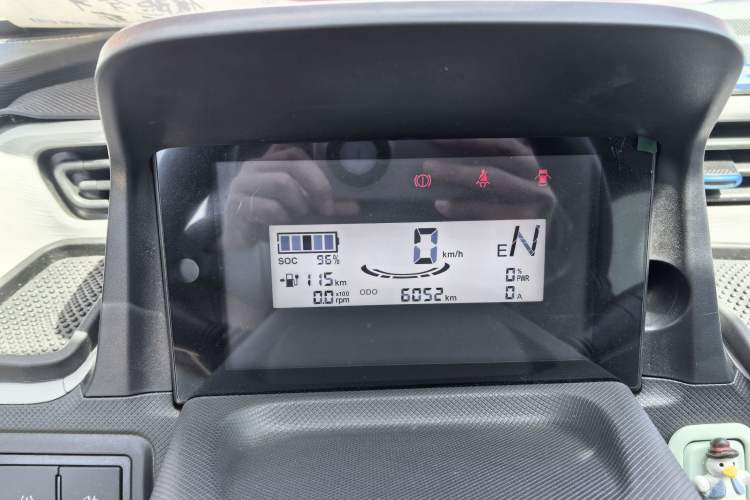 0 km/h
E N
SOC 96%
115 km
0% PWR
0.0 x100 rpm
ODO 6052 km
0 A